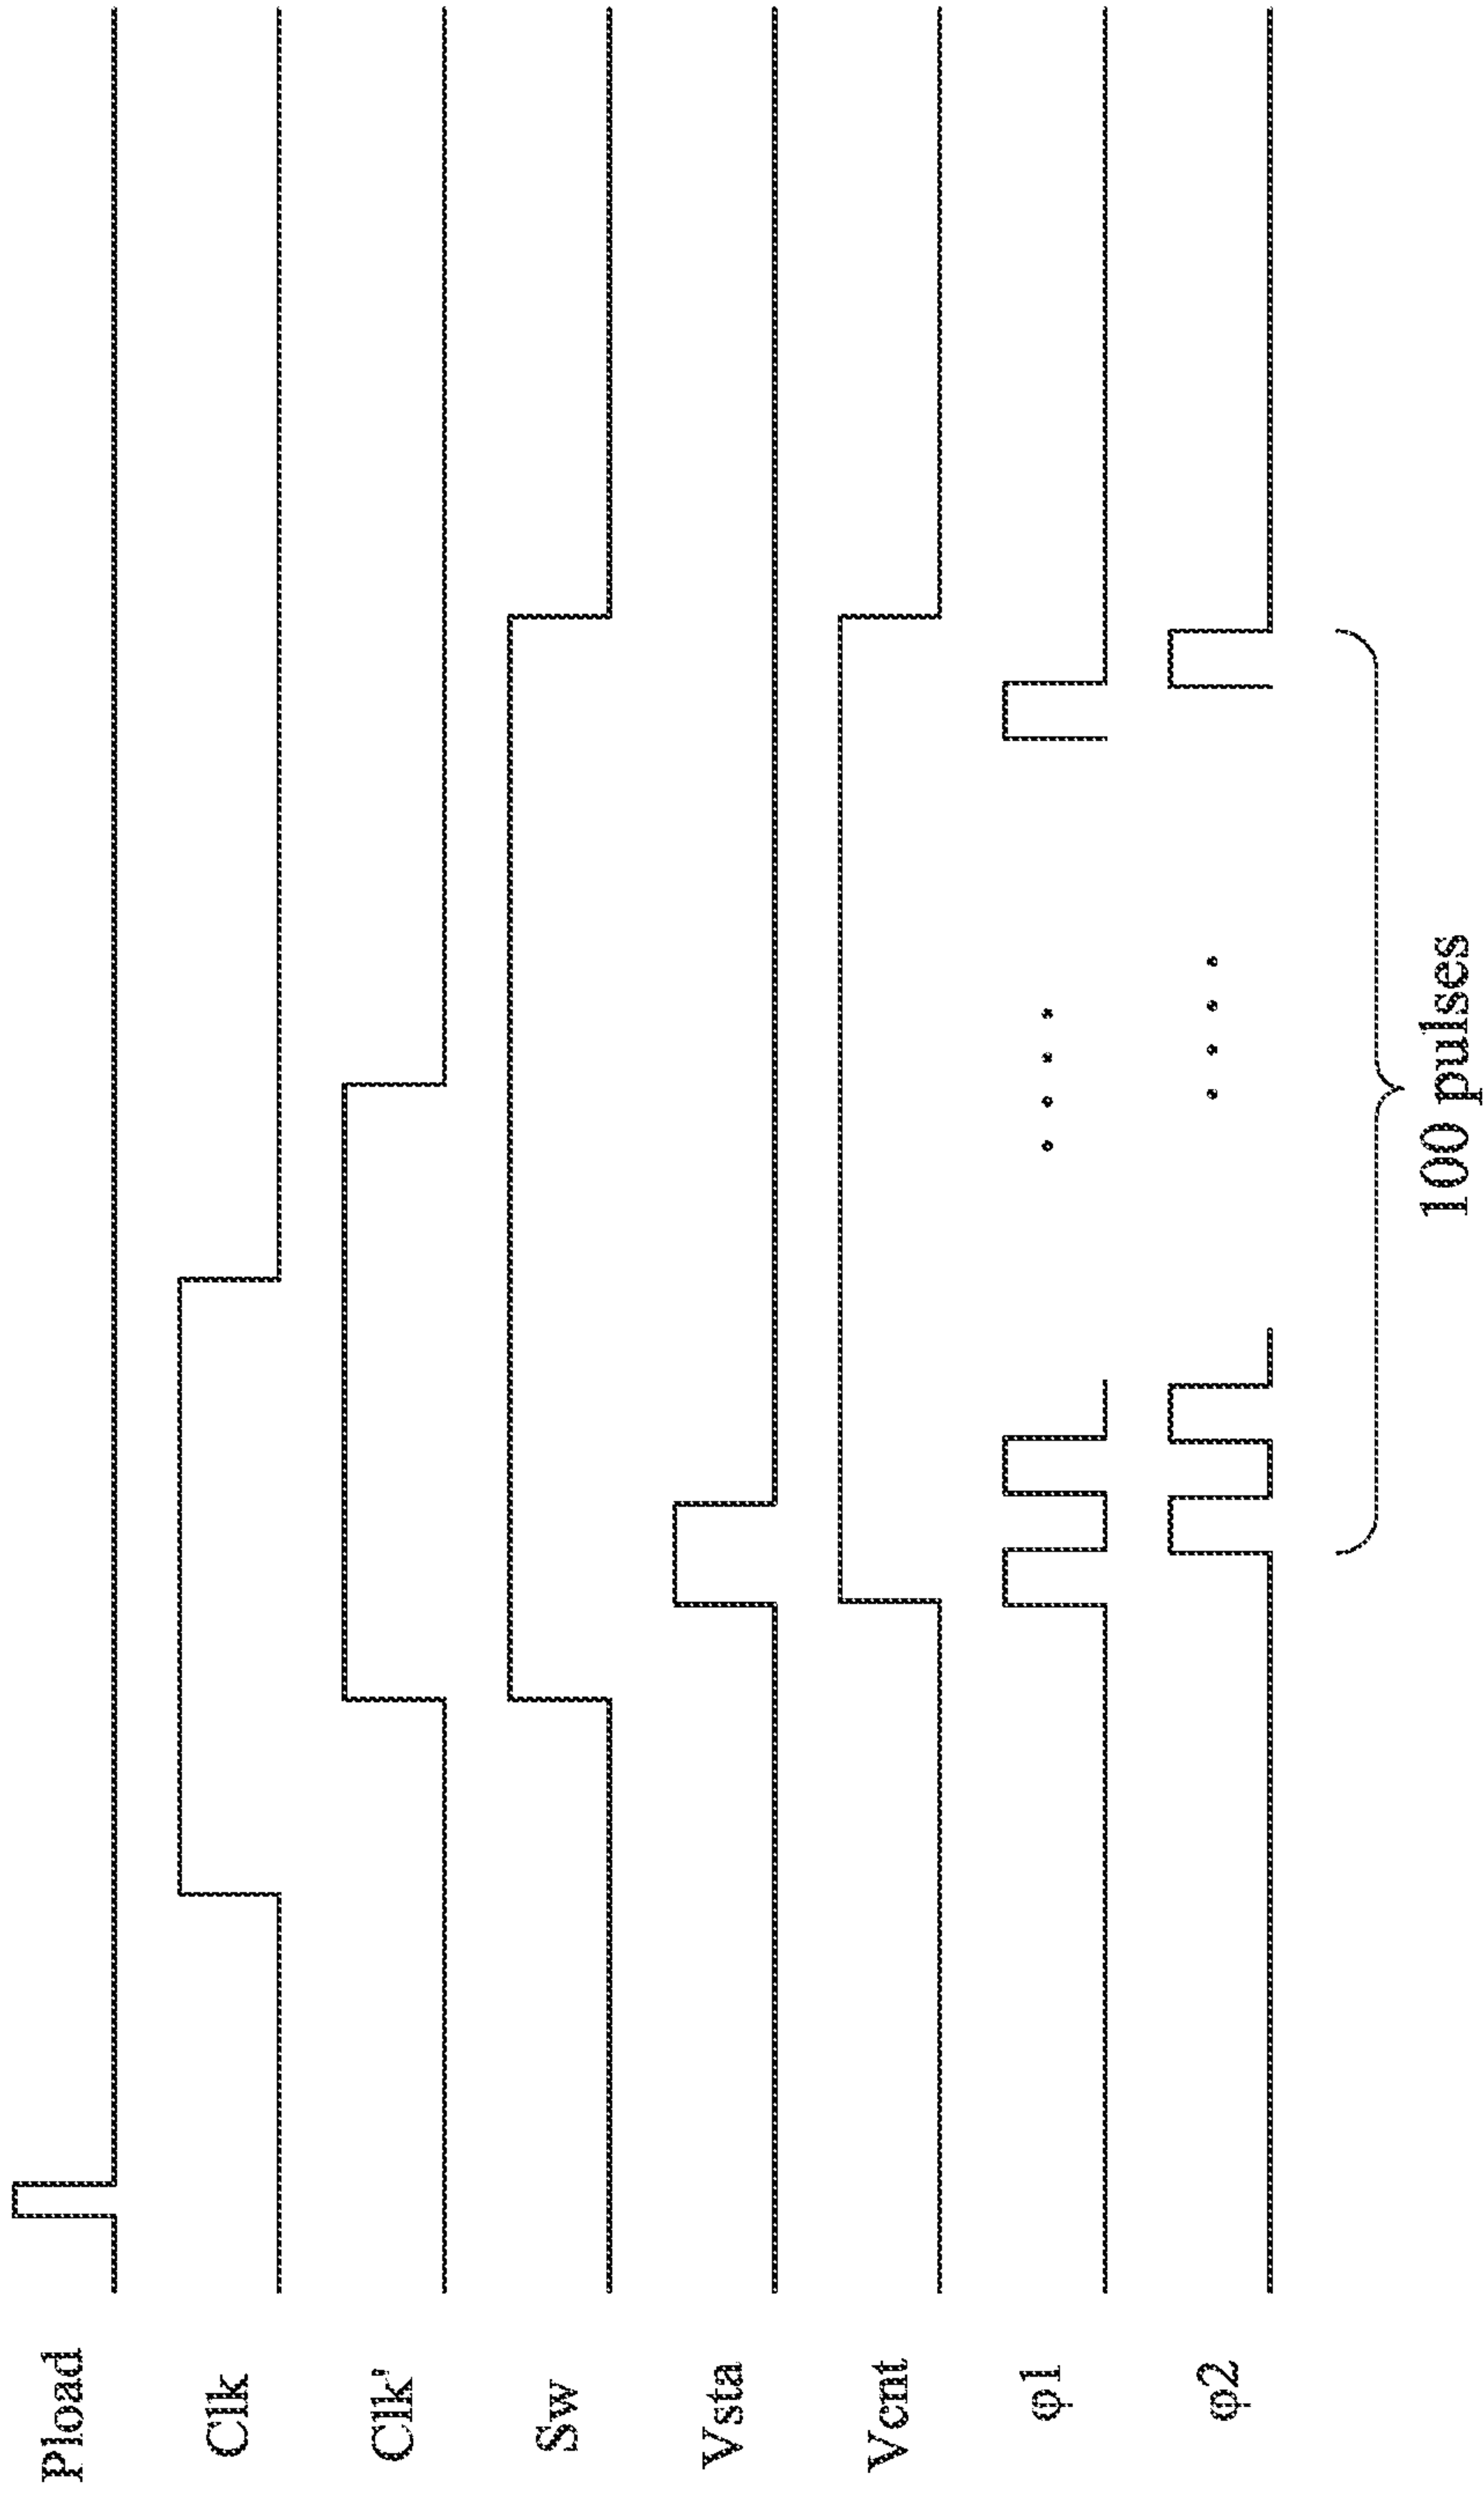 Pload
Clk
Clk'
Sw
Vsta
Vcnt
φ1
φ2
100 pulses